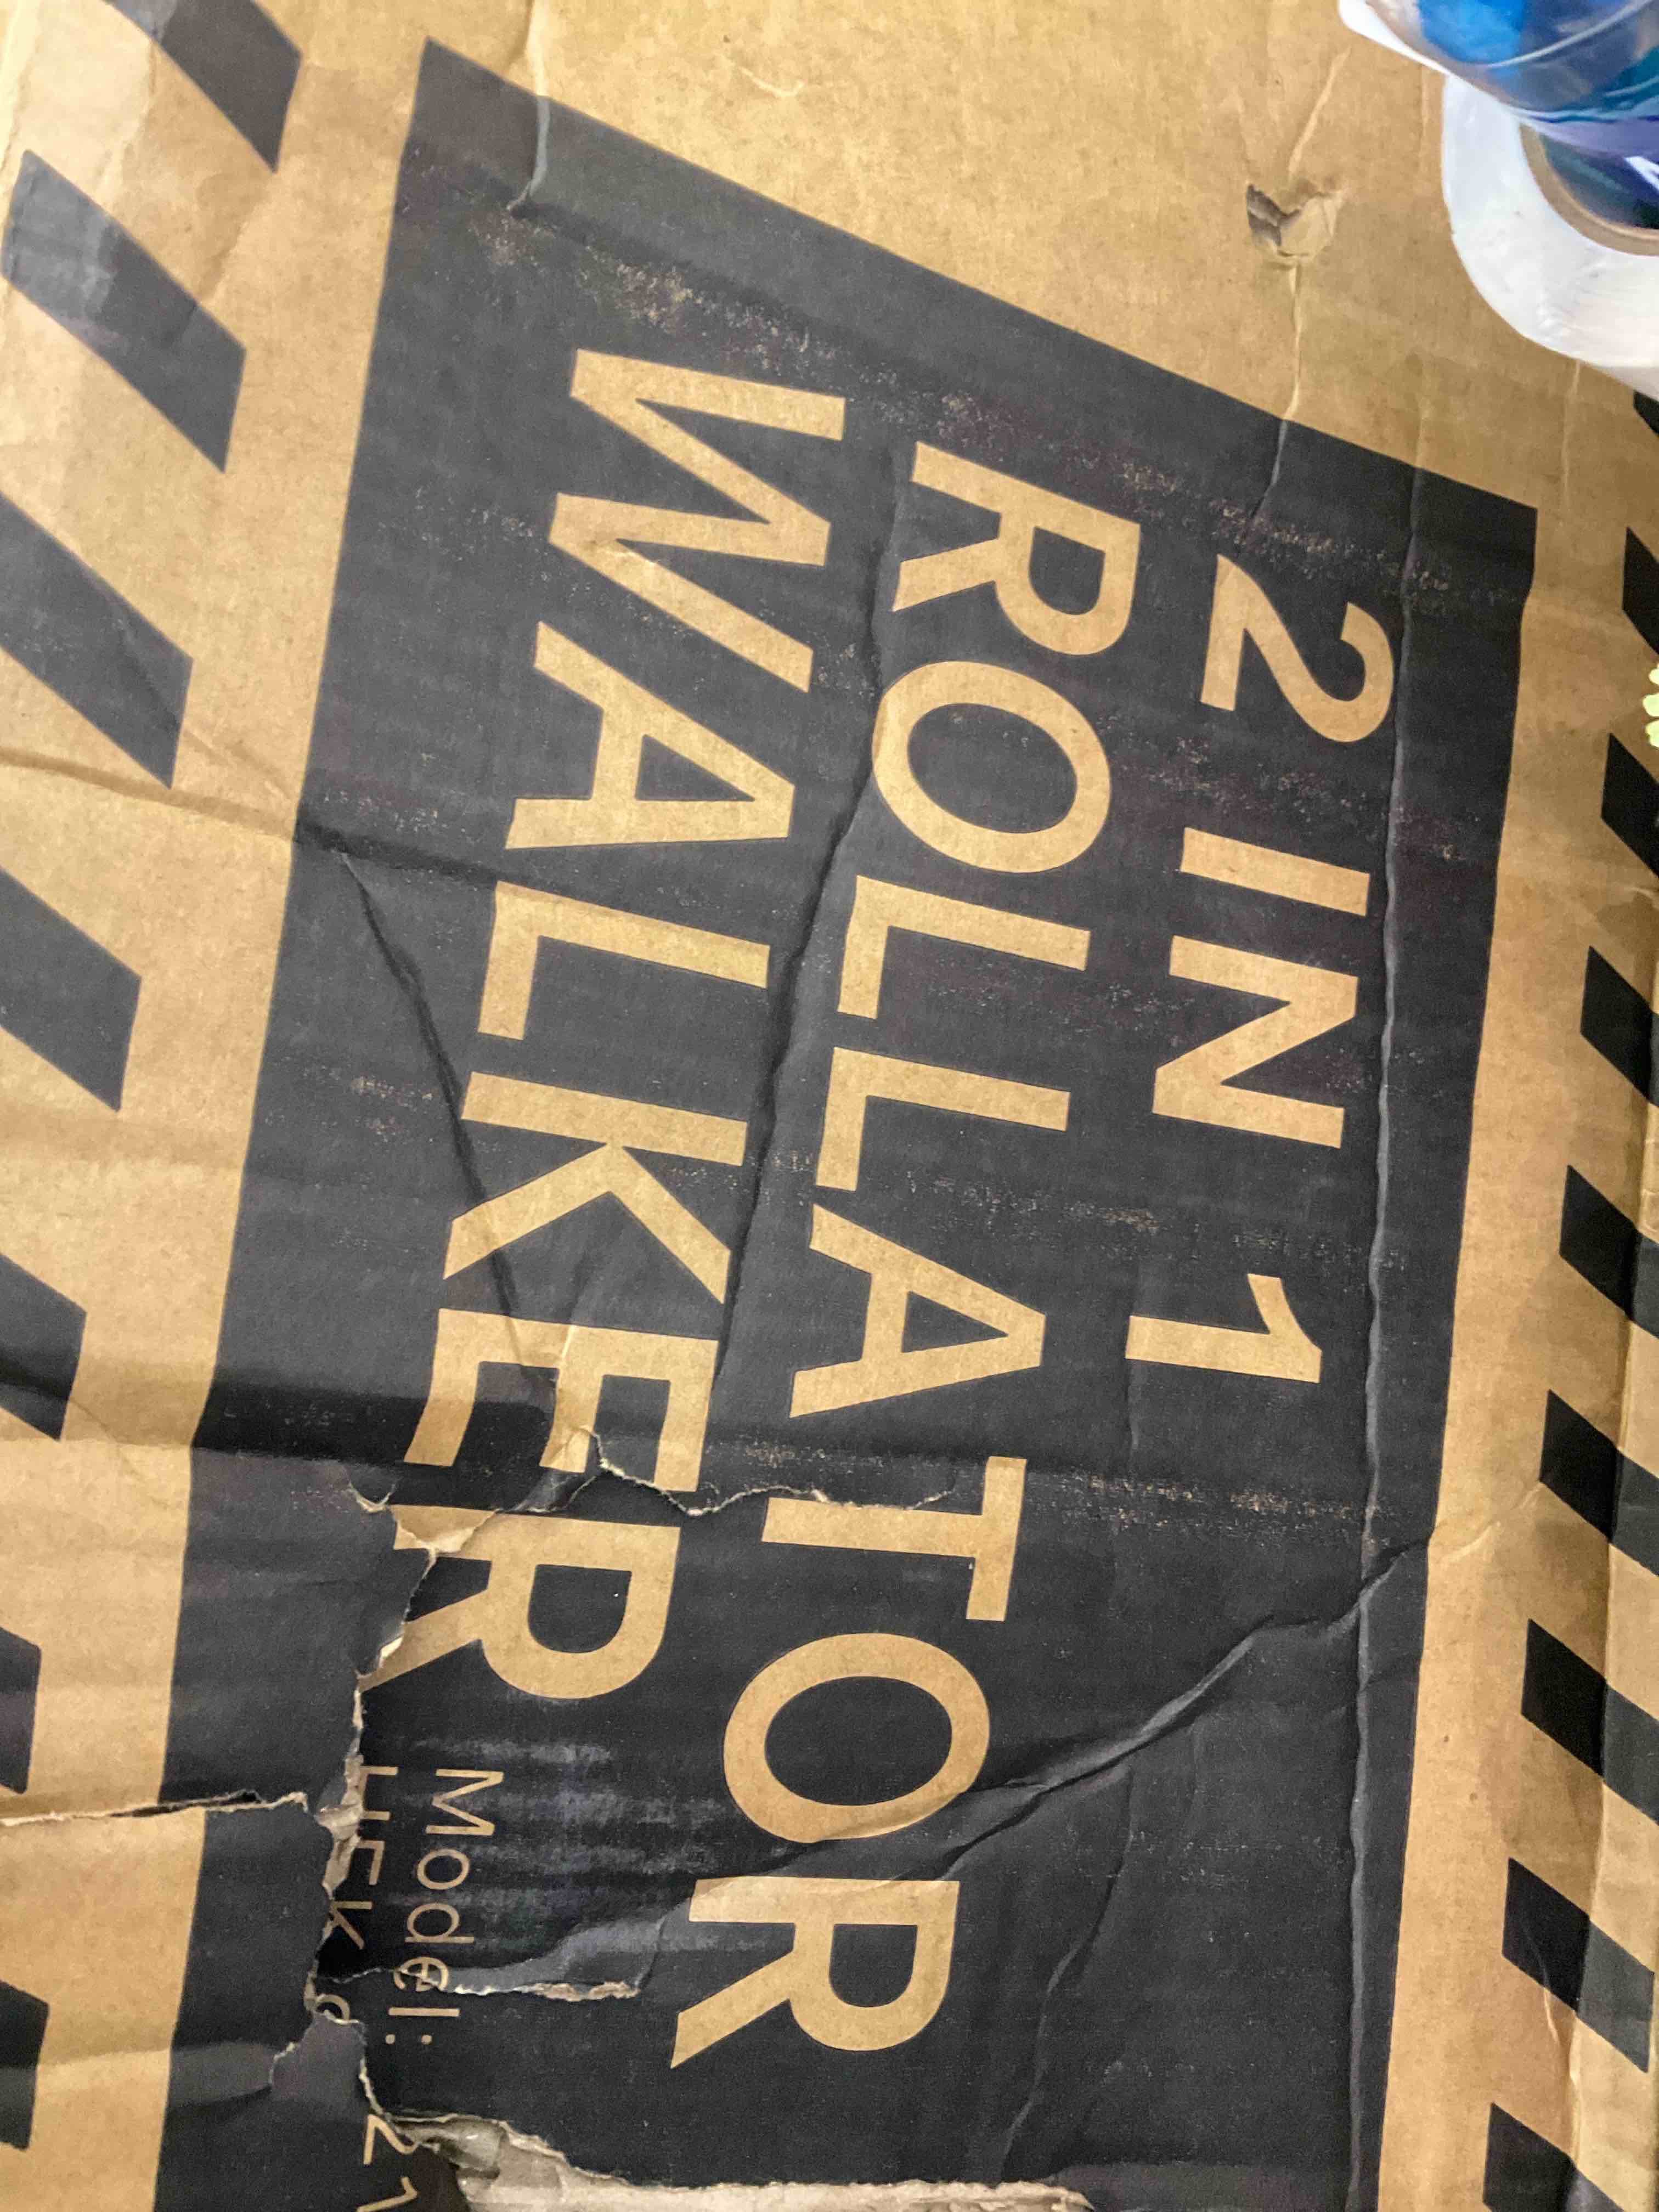 2 IN 1
ROLLATOR
WALKER
Model: